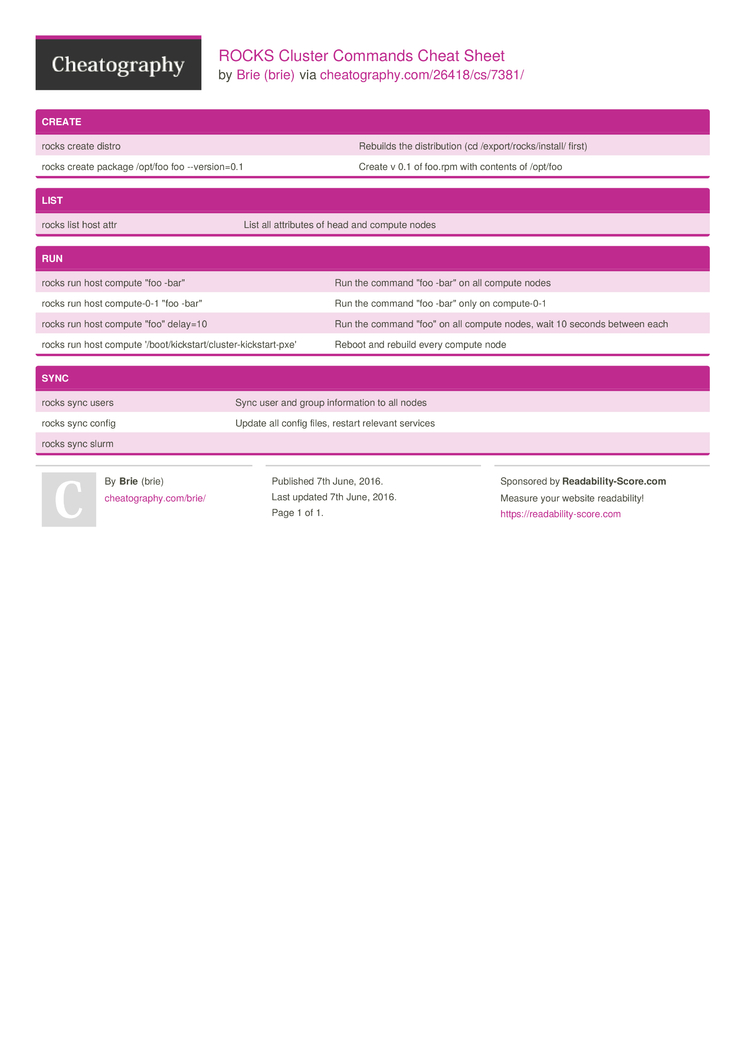 Cheatography
ROCKS Cluster Commands Cheat Sheet
by Brie (brie) via cheatography.com/26418/cs/7381/
CREATE
rocks create distro Rebuilds the distribution (cd /export/rocks/install/ first)
rocks create package /opt/foo foo --version=0.1 Create v 0.1 of foo.rpm with contents of /opt/foo
LIST
rocks list host attr List all attributes of head and compute nodes
RUN
rocks run host compute "foo -bar" Run the command "foo -bar" on all compute nodes
rocks run host compute-0-1 "foo -bar" Run the command "foo -bar" only on compute-0-1
rocks run host compute "foo" delay=10 Run the command "foo" on all compute nodes, wait 10 seconds between each
rocks run host compute '/boot/kickstart/cluster-kickstart-pxe' Reboot and rebuild every compute node
SYNC
rocks sync users Sync user and group information to all nodes
rocks sync config Update all config files, restart relevant services
rocks sync slurm
C
By Brie (brie)
cheatography.com/brie/
Published 7th June, 2016.
Last updated 7th June, 2016.
Page 1 of 1.
Sponsored by Readability-Score.com
Measure your website readability!
https://readability-score.com